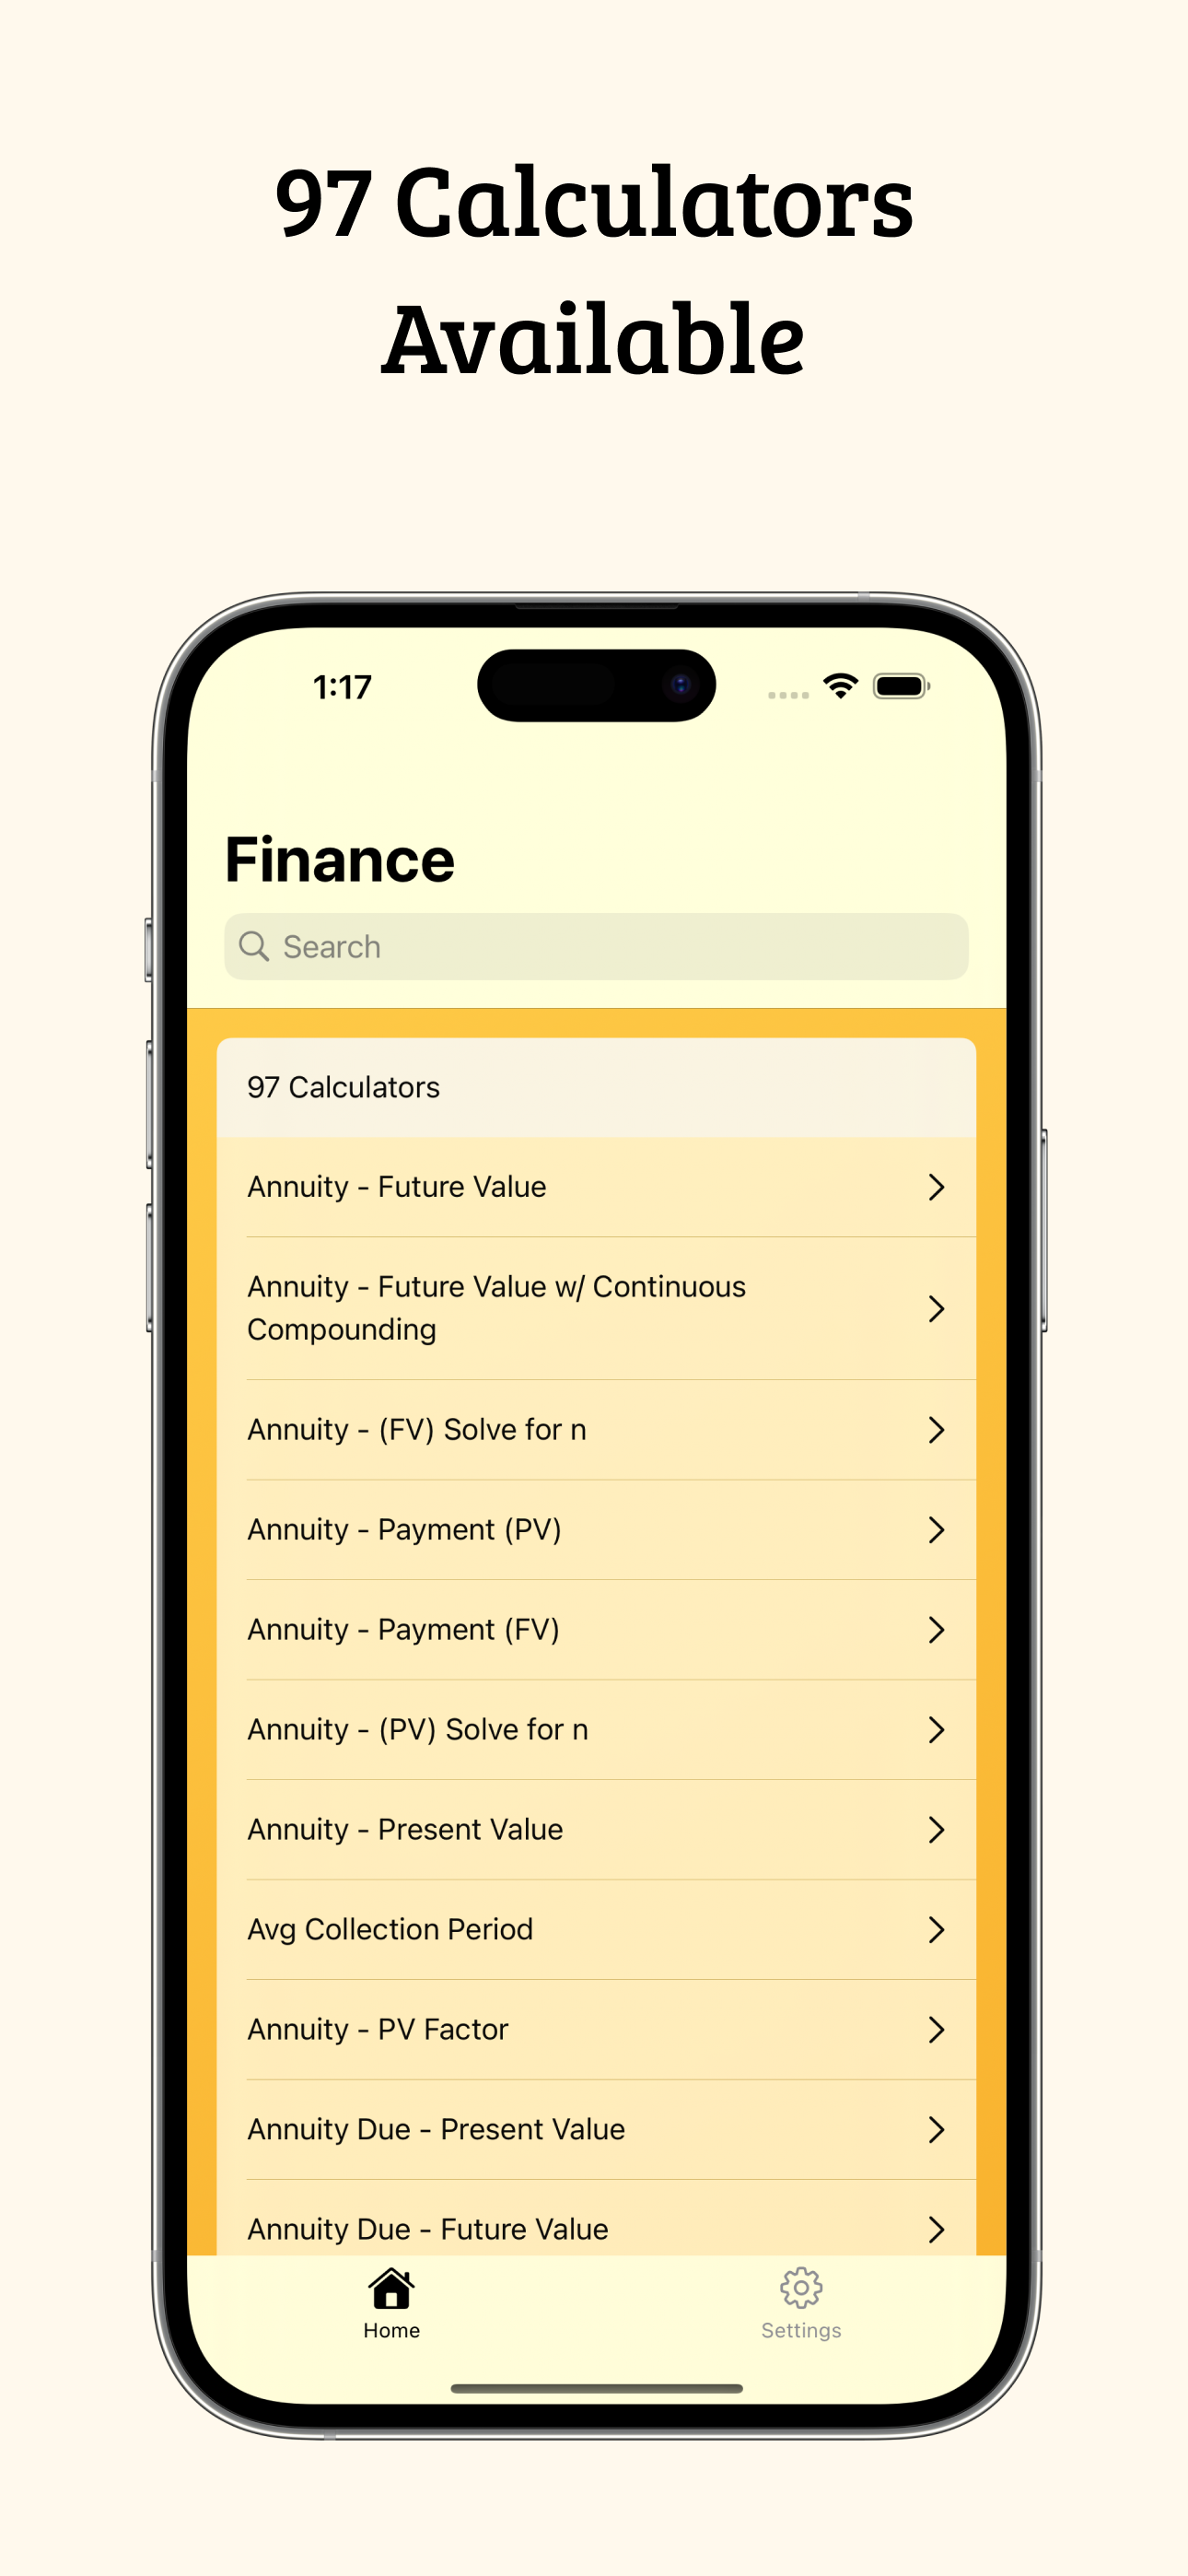 97 Calculators
Available
1:17
Finance
Search
97 Calculators
Annuity - Future Value
Annuity - Future Value w/ Continuous
Compounding
Annuity - (FV) Solve for n
Annuity - Payment (PV)
Annuity - Payment (FV)
Annuity - (PV) Solve for n
Annuity - Present Value
Avg Collection Period
Annuity - PV Factor
Annuity Due - Present Value
Annuity Due - Future Value
Home
Settings